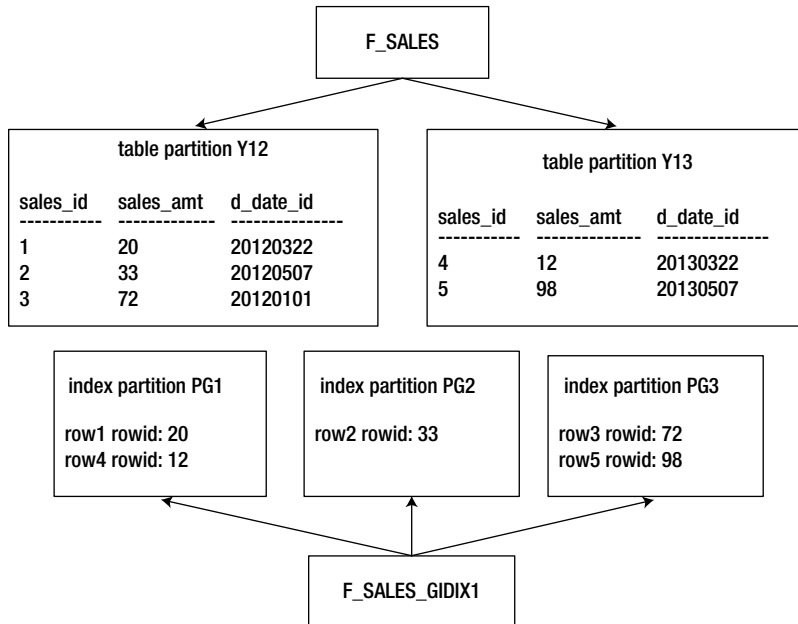 F_SALES
table partition Y12
sales_id sales_amt d_date_id
----------- ------------- ---------------
1 20 20120322
2 33 20120507
3 72 20120101
table partition Y13
sales_id sales_amt d_date_id
----------- -------------- ---------------
4 12 20130322
5 98 20130507
index partition PG1
row1 rowid: 20
row4 rowid: 12
index partition PG2
row2 rowid: 33
index partition PG3
row3 rowid: 72
row5 rowid: 98
F_SALES_GIDIX1